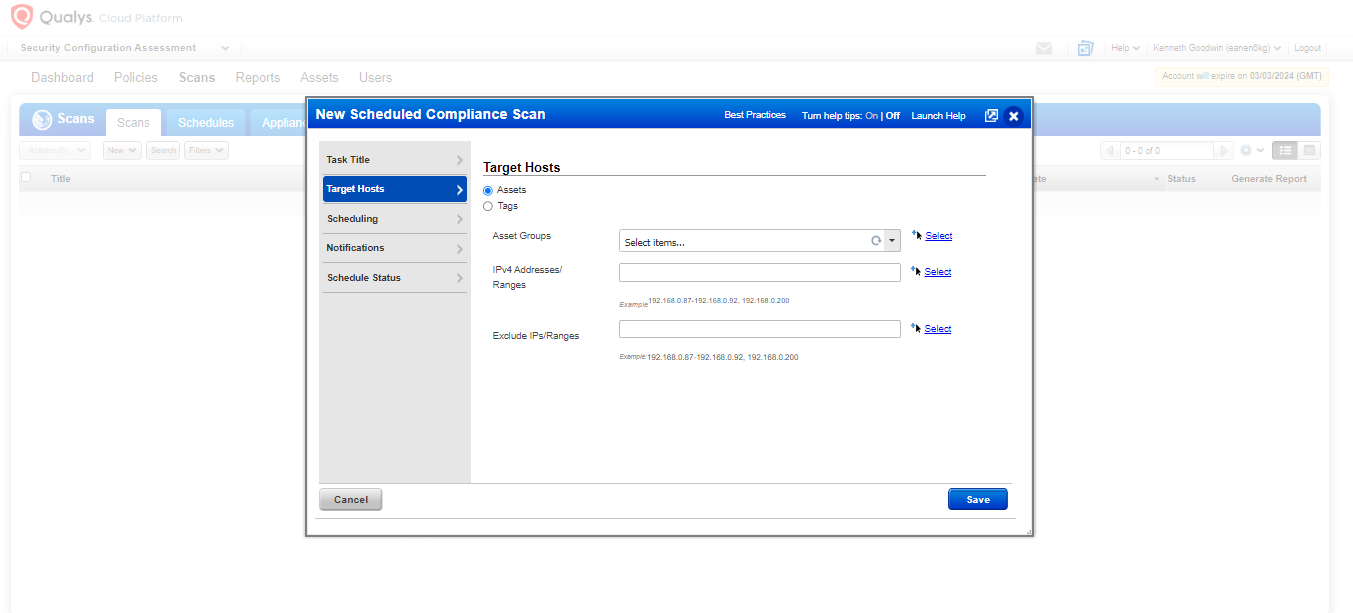 Qualys. Cloud Platform
Security Configuration Assessment
Help
Kenneth Goodwin (eanen6kg)
Logout
Dashboard Policies Scans Reports Assets Users
Account will expire on 03/03/2024 (GMT)
Scans
Scans
Schedules
New Scheduled Compliance Scan
Best Practices
Turn help tips: On | Off
Launch Help
Actions (0)
New
Search
Filters
0 - 0 of 0
Title
Status
Generate Report
Task Title
Target Hosts
Scheduling
Notifications
Schedule Status
Target Hosts
Assets
Tags
Asset Groups
Select items...
Select
IPv4 Addresses/
Ranges
Select
Example 192.168.0.87-192.168.0.92, 192.168.0.200
Exclude IPs/Ranges
Select
Example: 192.168.0.87-192.168.0.92, 192.168.0.200
Cancel
Save